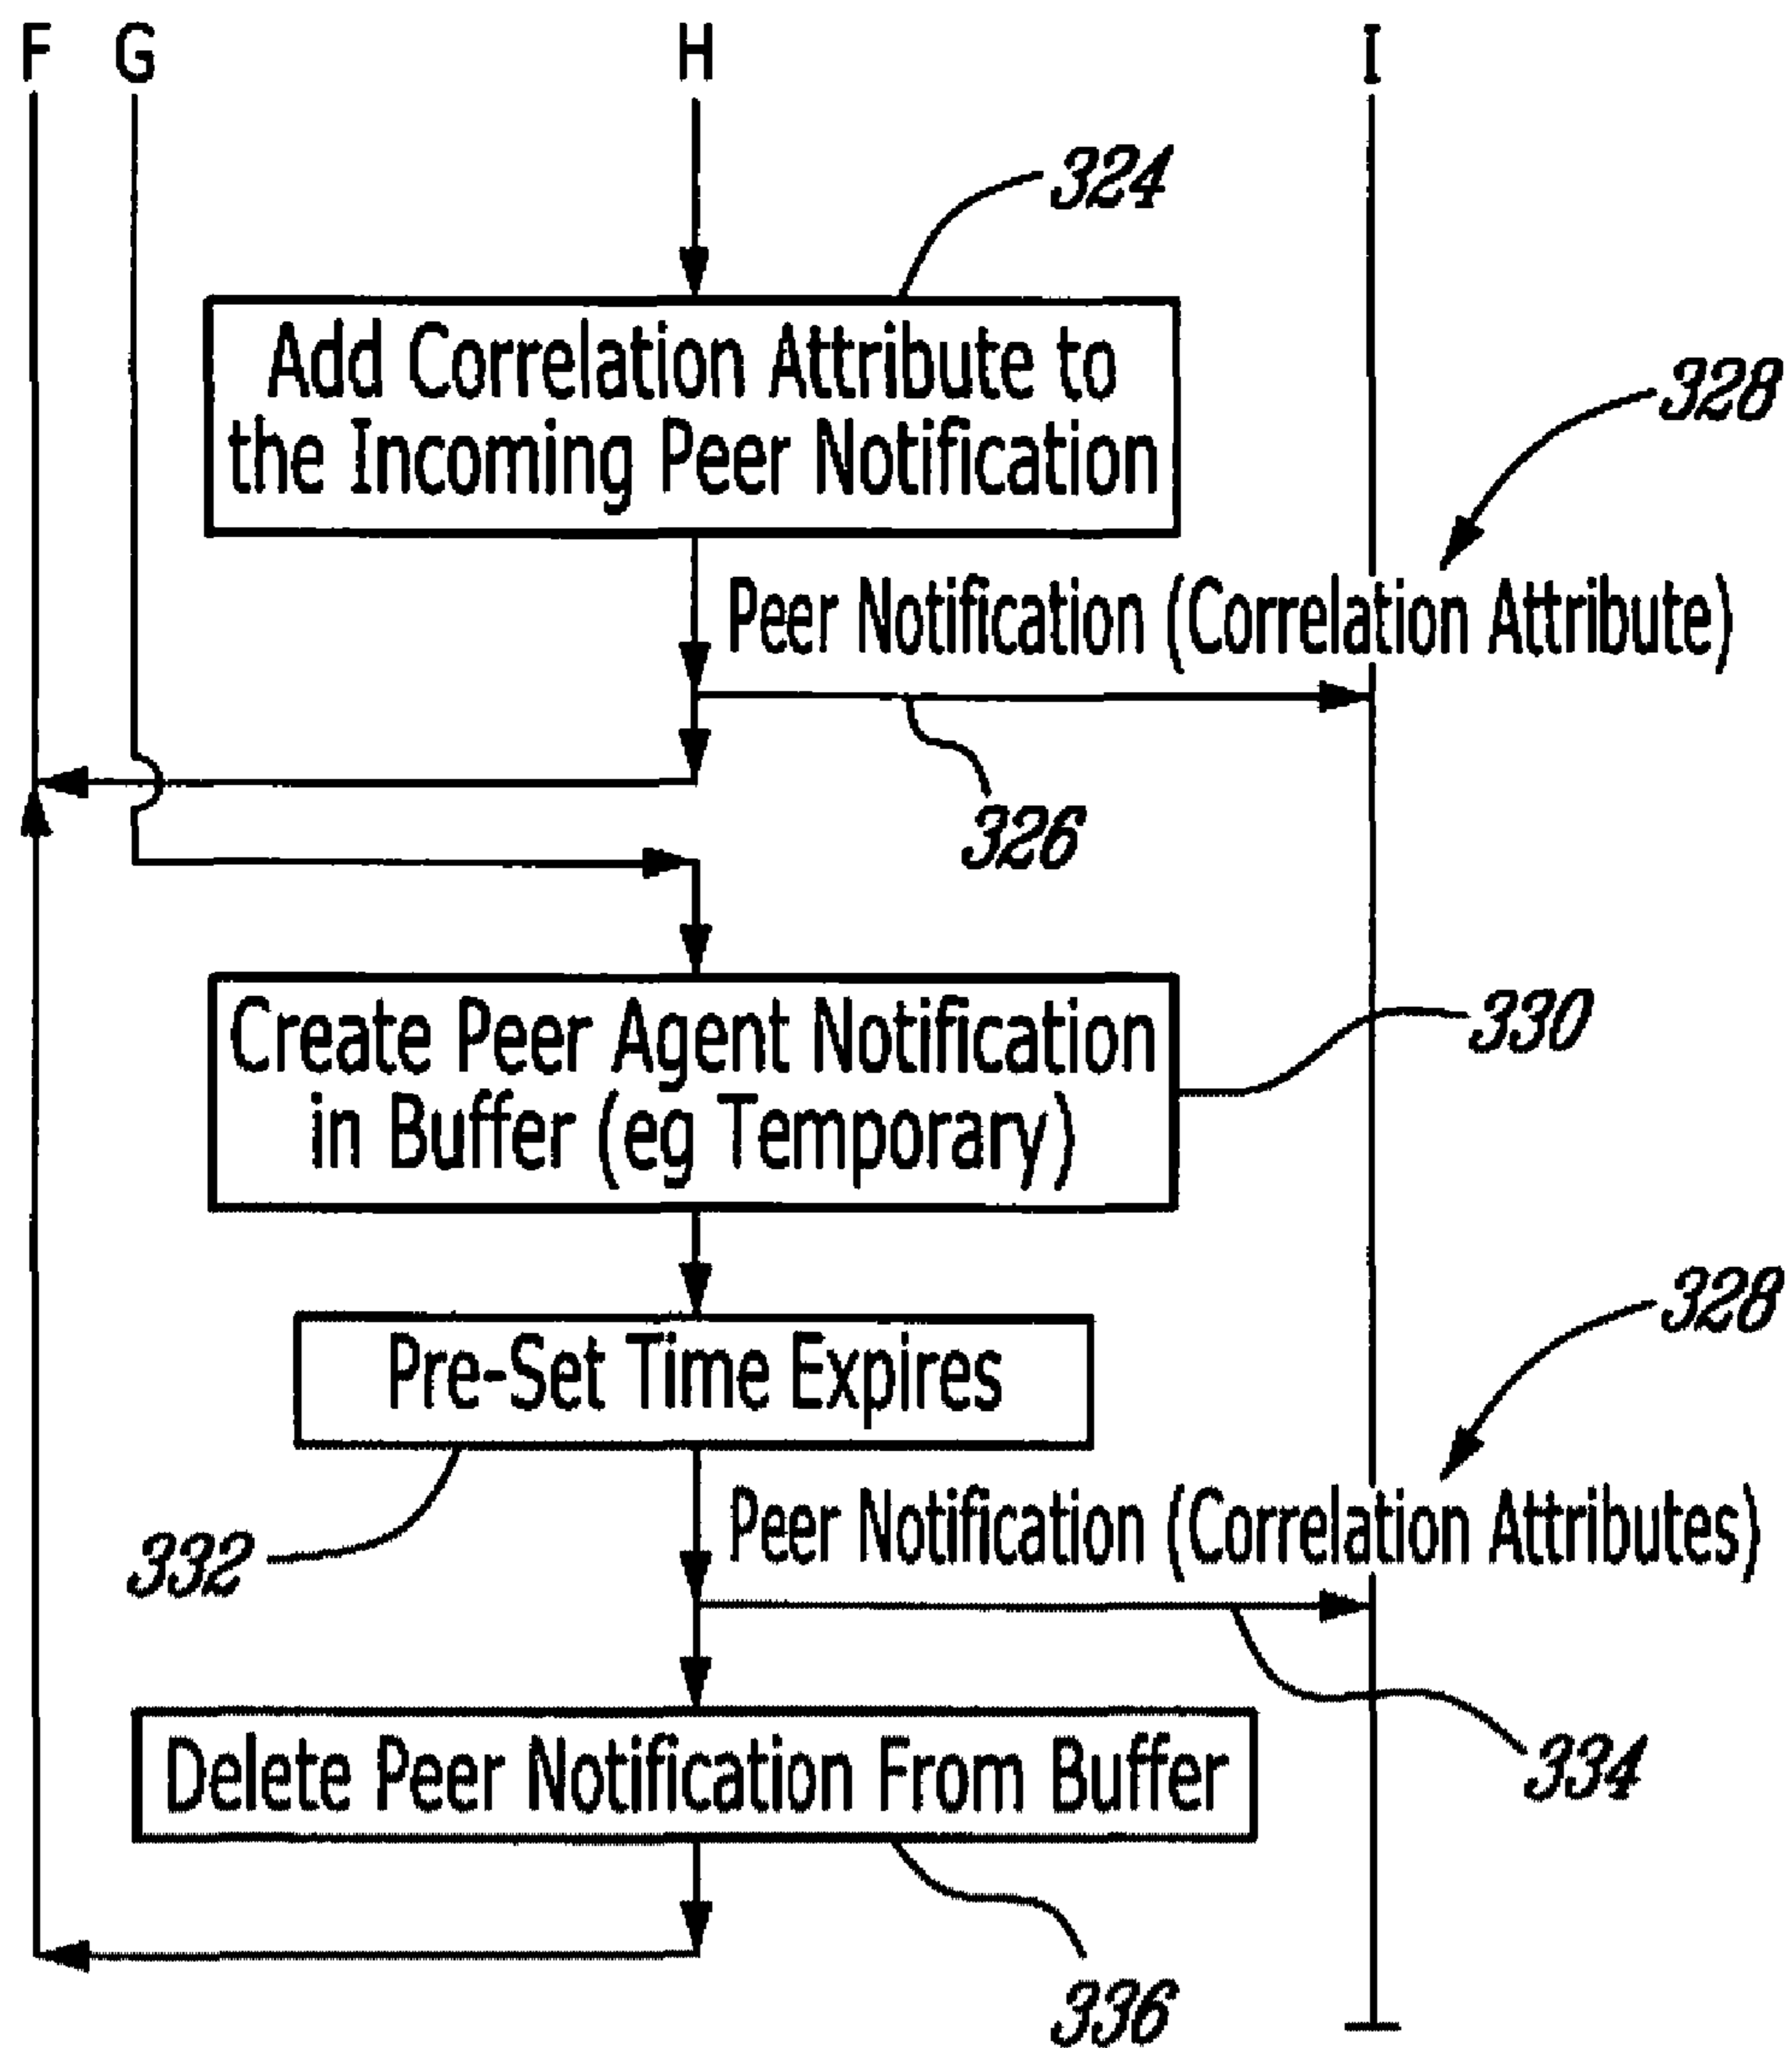 F G H I
324
Add Correlation Attribute to
the Incoming Peer Notification
328
Peer Notification (Correlation Attribute)
326
Create Peer Agent Notification
in Buffer (eg Temporary)
330
Pre-Set Time Expires
328
332
Peer Notification (Correlation Attributes)
334
Delete Peer Notification From Buffer
336